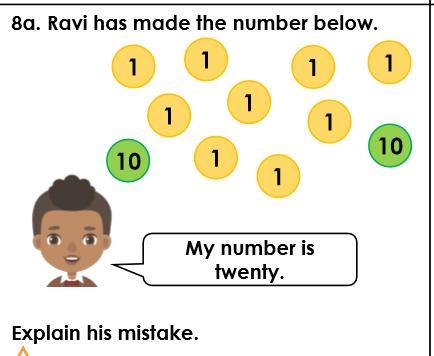 8a. Ravi has made the number below.
1 1 1 1
1 1 1
10 1 1 10
My number is
twenty.
Explain his mistake.